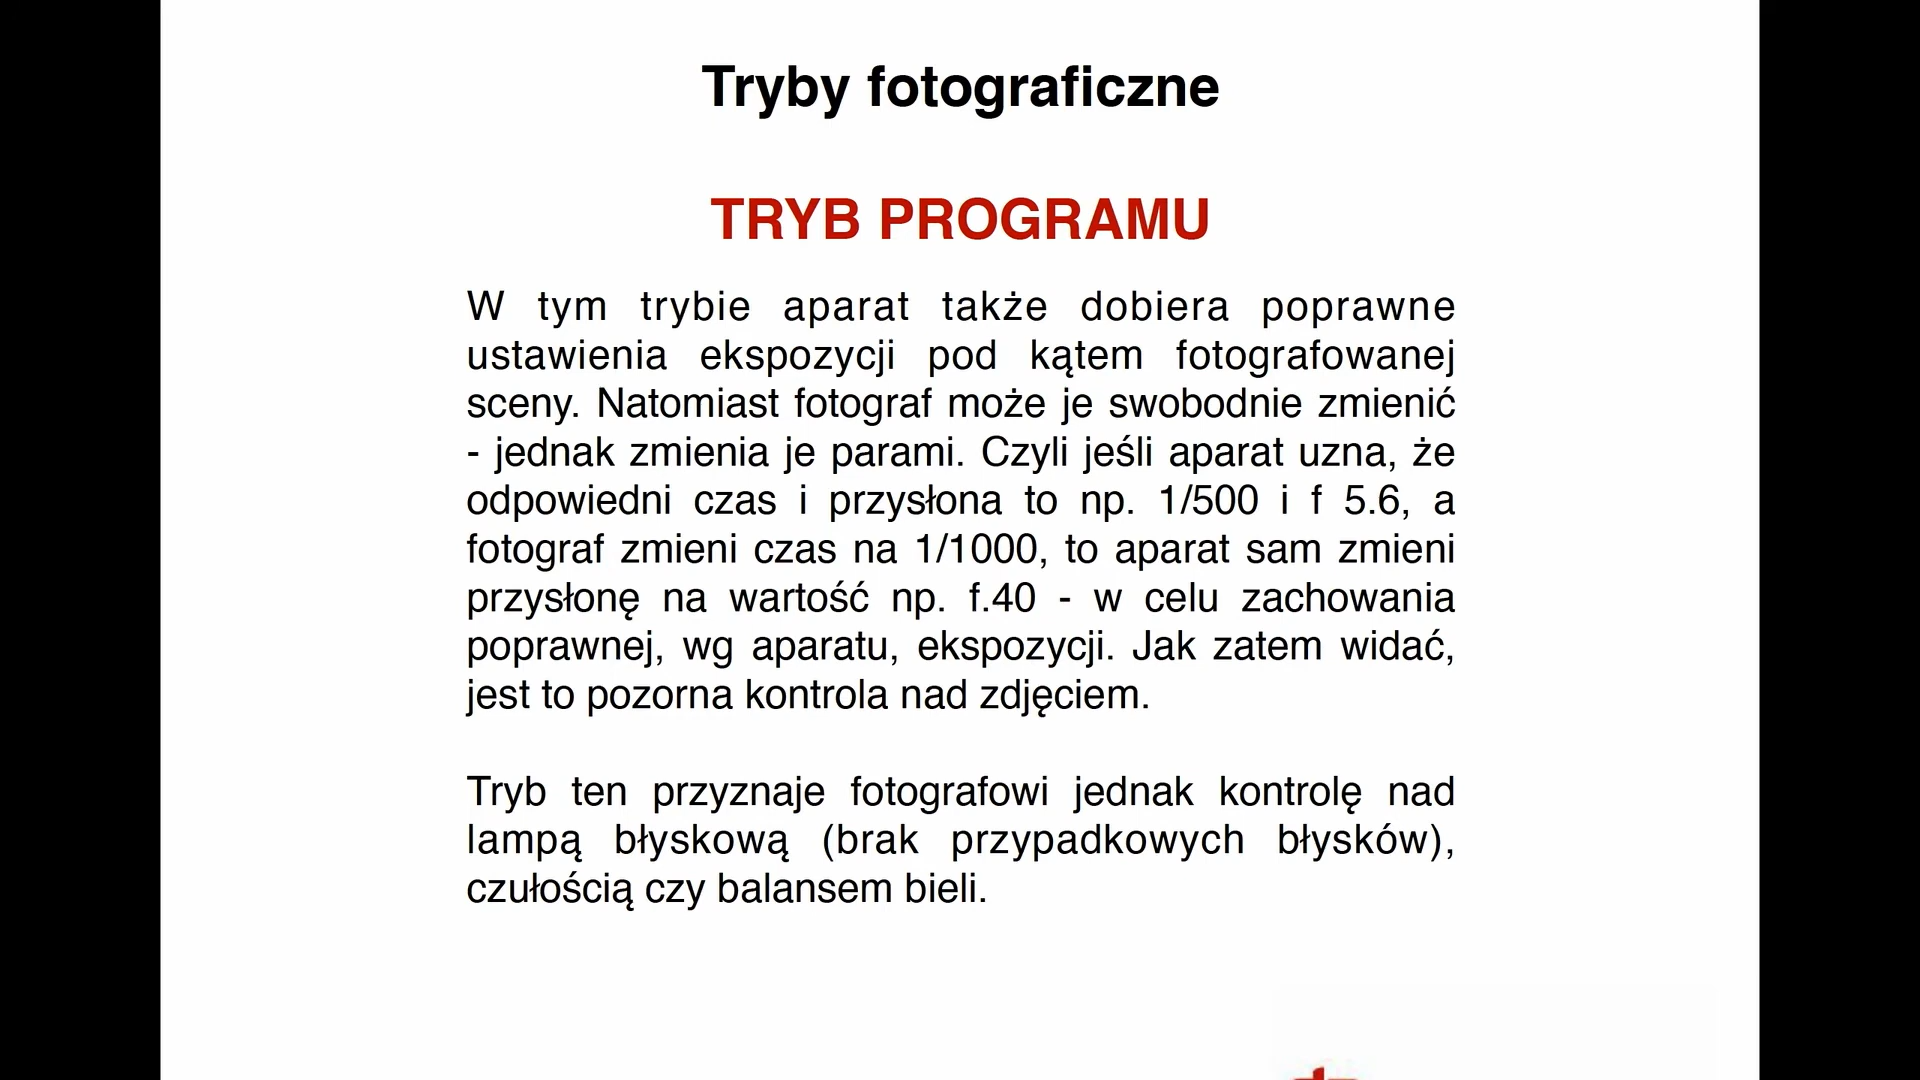 Tryby fotograficzne
TRYB PROGRAMU
W tym trybie aparat także dobiera poprawne
ustawienia ekspozycji pod kątem fotografowanej
sceny. Natomiast fotograf może je swobodnie zmienić
- jednak zmienia je parami. Czyli jeśli aparat uzna, że
odpowiedni czas i przysłona to np. 1/500 i f 5.6, a
fotograf zmieni czas na 1/1000, to aparat sam zmieni
przysłonę na wartość np. f.40 - w celu zachowania
poprawnej, wg aparatu, ekspozycji. Jak zatem widać,
jest to pozorna kontrola nad zdjęciem.
Tryb ten przyznaje fotografowi jednak kontrolę nad
lampą błyskową (brak przypadkowych błysków),
czułością czy balansem bieli.